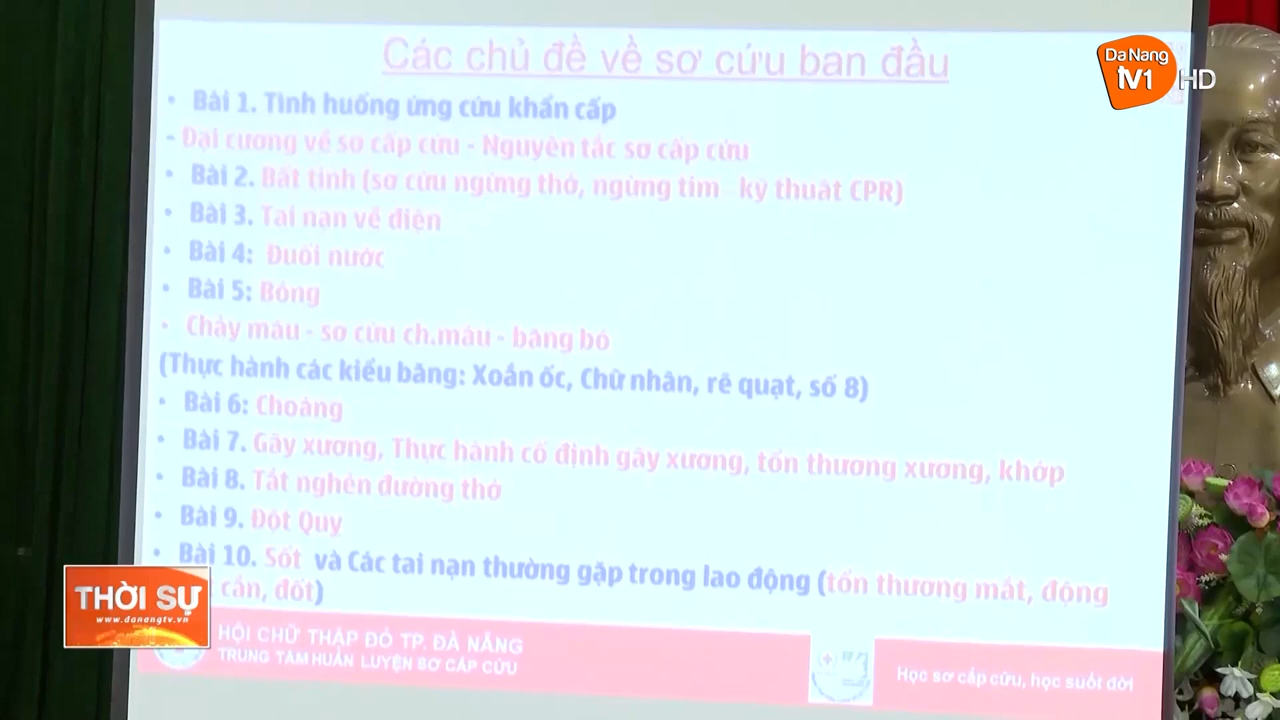 Các chủ đề về sơ cứu ban đầu
DaNang
tv1 HD
• Bài 1. Tình huống ứng cứu khẩn cấp
- Đại cương về sơ cấp cứu - Nguyên tắc sơ cấp cứu
• Bài 2. Bất tỉnh (sơ cứu ngừng thở, ngừng tim - kỹ thuật CPR)
• Bài 3. Tai nạn về điện
• Bài 4: Đuối nước
• Bài 5: Bỏng
• Chảy máu - sơ cứu ch.máu - băng bó
(Thực hành các kiểu băng: Xoắn ốc, Chữ nhân, rẽ quạt, số 8)
• Bài 6: Choáng
• Bài 7. Gãy xương, Thực hành cố định gãy xương, tổn thương xương, khớp
• Bài 8. Tắt nghẽn đường thở
• Bài 9. Đột Quỵ
• Bài 10. Sốt và Các tai nạn thường gặp trong lao động (tổn thương mắt, động
cắn, đốt)
THỜI SỰ
www.danangtv.vn
HỘI CHỮ THẬP ĐỎ TP. ĐÀ NẴNG
TRUNG TÂM HUẤN LUYỆN SƠ CẤP CỨU
Học sơ cấp cứu, học suốt đời